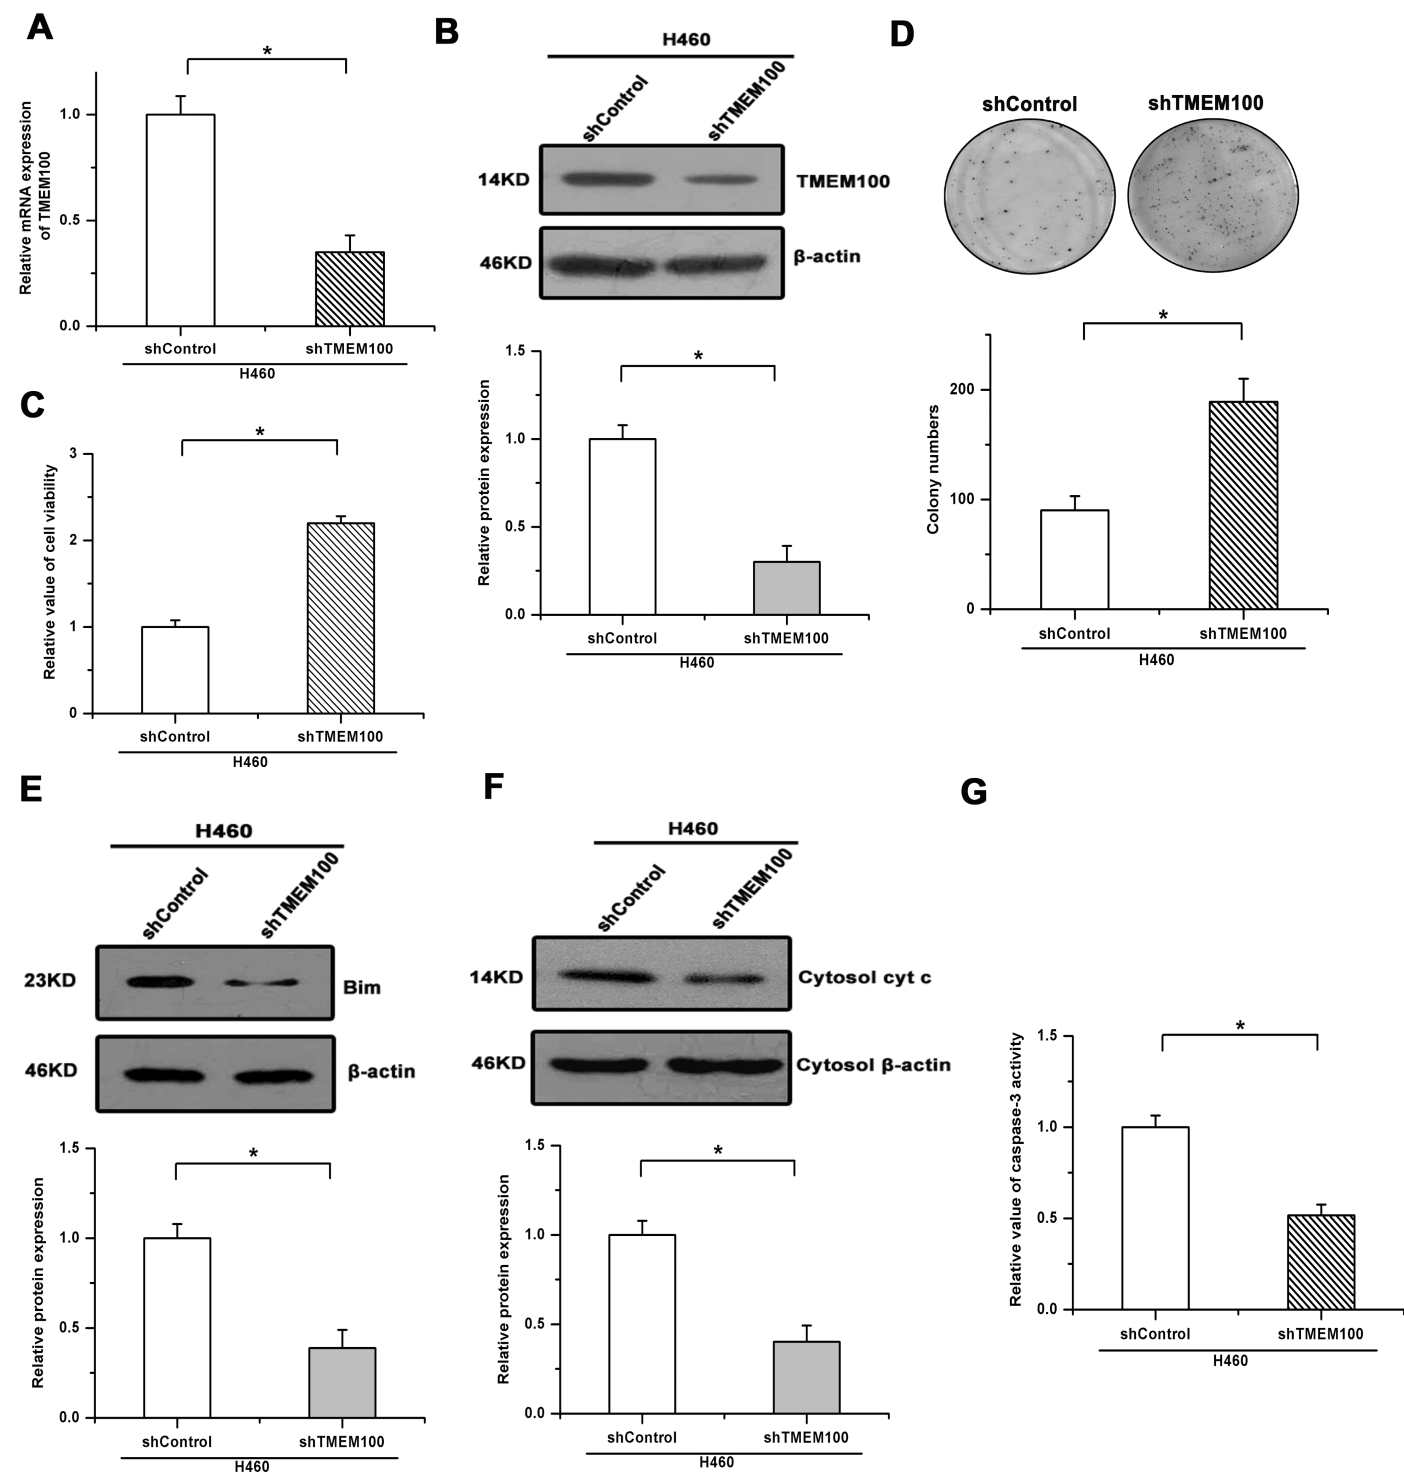 A
*
Relative mRNA expression
of TMEM100
1.0
0.5
0.0
shControl
shTMEM100
H460
B
H460
shControl
shTMEM100
14KD
TMEM100
46KD
β-actin
*
Relative protein expression
1.5
1.0
0.5
0.0
shControl
shTMEM100
H460
C
*
Relative value of cell viability
3
2
1
0
shControl
shTMEM100
H460
D
shControl
shTMEM100
*
Colony numbers
200
100
0
shControl
shTMEM100
H460
E
H460
shControl
shTMEM100
23KD
Bim
46KD
β-actin
*
Relative protein expression
1.5
1.0
0.5
0.0
shControl
shTMEM100
H460
F
H460
shControl
shTMEM100
14KD
Cytosol cyt c
46KD
Cytosol β-actin
*
Relative protein expression
1.5
1.0
0.5
0.0
shControl
shTMEM100
H460
G
*
Relative value of caspase-3 activity
1.5
1.0
0.5
0.0
shControl
shTMEM100
H460